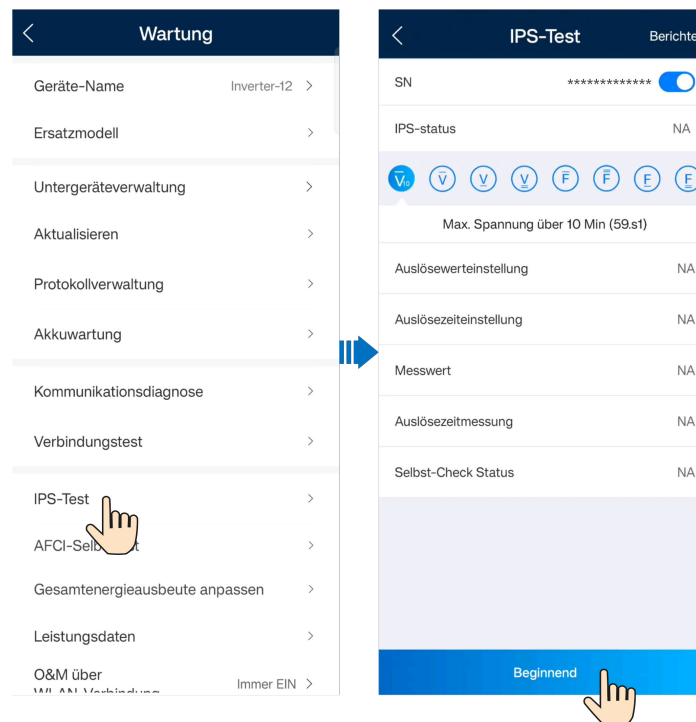 Wartung
Geräte-Name Inverter-12
Ersatzmodell
Untergeräteverwaltung
Aktualisieren
Protokollverwaltung
Akkuwartung
Kommunikationsdiagnose
Verbindungstest
IPS-Test
Gesamtenergieausbeute anpassen
Leistungsdaten
O&M über Immer EIN
IPS-Test Berichte
SN *************
IPS-status NA
V10 V V V F F F F
Max. Spannung über 10 Min (59.s1)
Auslösewerteinstellung NA
Auslösezeiteinstellung NA
Messwert NA
Auslösezeitmessung NA
Selbst-Check Status NA
Beginnend